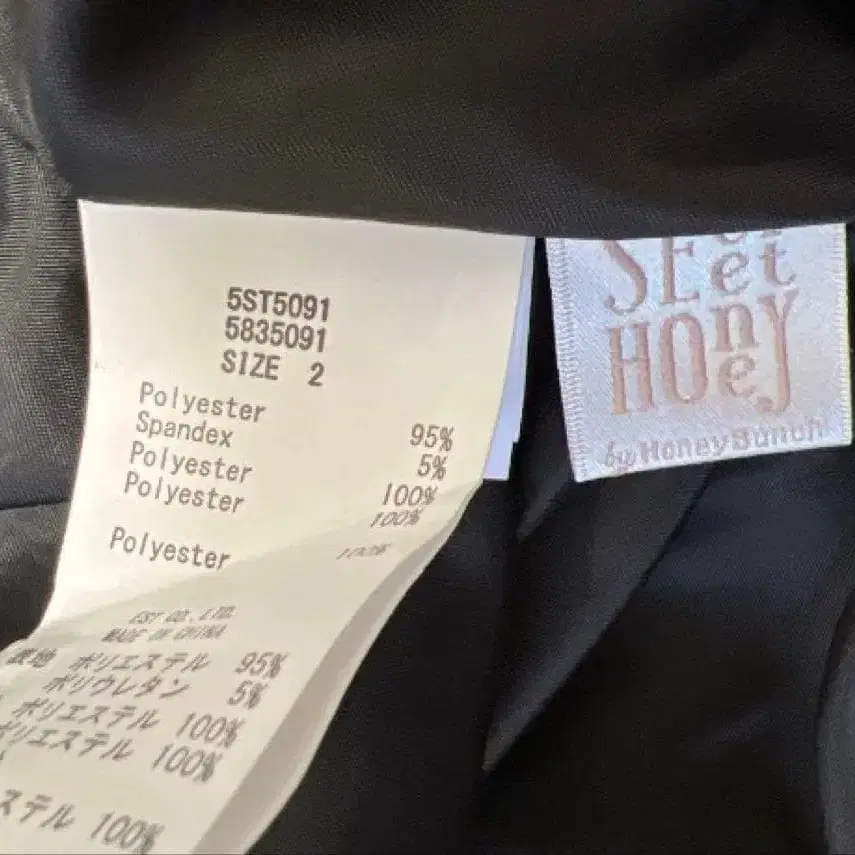 5ST5091
5835091
SIZE 2
Polyester 95%
Spandex 5%
Polyester 100%
Polyester 100%
Polyester 100%
EST CO., LTD.
MADE IN CHINA
表地 ポリエステル 95%
ポリウレタン 5%
ポリエステル 100%
ポリエステル 100%
ステル 100%
SEcret
HOney
by HoneyBunch